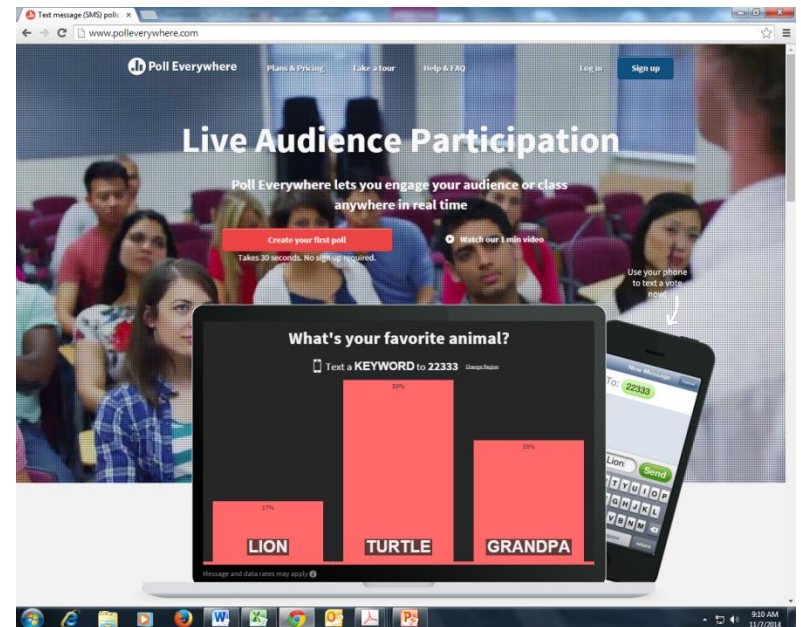 Text message (SMS) polli
www.polleverywhere.com
Poll Everywhere
Plans & Pricing
Take a tour
Help & FAQ
Log in
Sign up
Live Audience Participation
Poll Everywhere lets you engage your audience or class
anywhere in real time
Create your first poll
Watch our 1 min video
Takes 30 seconds. No sign up required.
Use your phone
to text a vote
now!
What's your favorite animal?
Text a KEYWORD to 22333
Change Region
50%
33%
17%
LION
TURTLE
GRANDPA
Message and data rates may apply
New Message
To: 22333
Lion
Send
T Y U I O P
G H J K L
V B N M
return
9:10 AM
11/7/2014